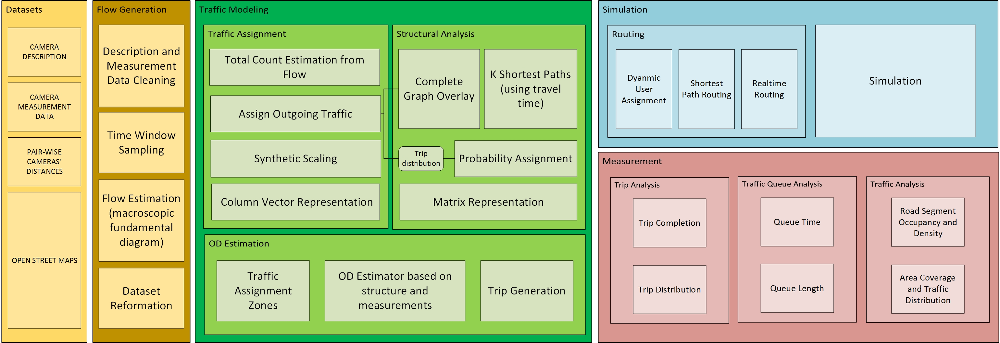 Datasets
CAMERA
DESCRIPTION
CAMERA
MEASUREMENT
DATA
PAIR-WISE
CAMERAS’
DISTANCES
OPEN STREET MAPS
Flow Generation
Description and
Measurement
Data Cleaning
Time Window
Sampling
Flow Estimation
(macroscopic
fundamental
diagram)
Dataset
Reformation
Traffic Modeling
Traffic Assignment
Total Count Estimation from
Flow
Assign Outgoing Traffic
Synthetic Scaling
Column Vector Representation
Structural Analysis
Complete
Graph Overlay
K Shortest Paths
(using travel
time)
Trip
distribution
Probability Assignment
Matrix Representation
OD Estimation
Traffic
Assignment
Zones
OD Estimator based on
structure and
measurements
Trip Generation
Simulation
Routing
Dyanmic
User
Assignment
Shortest
Path Routing
Realtime
Routing
Simulation
Measurement
Trip Analysis
Trip Completion
Trip Distribution
Traffic Queue Analysis
Queue Time
Queue Length
Traffic Analysis
Road Segment
Occupancy and
Density
Area Coverage
and Traffic
Distribution